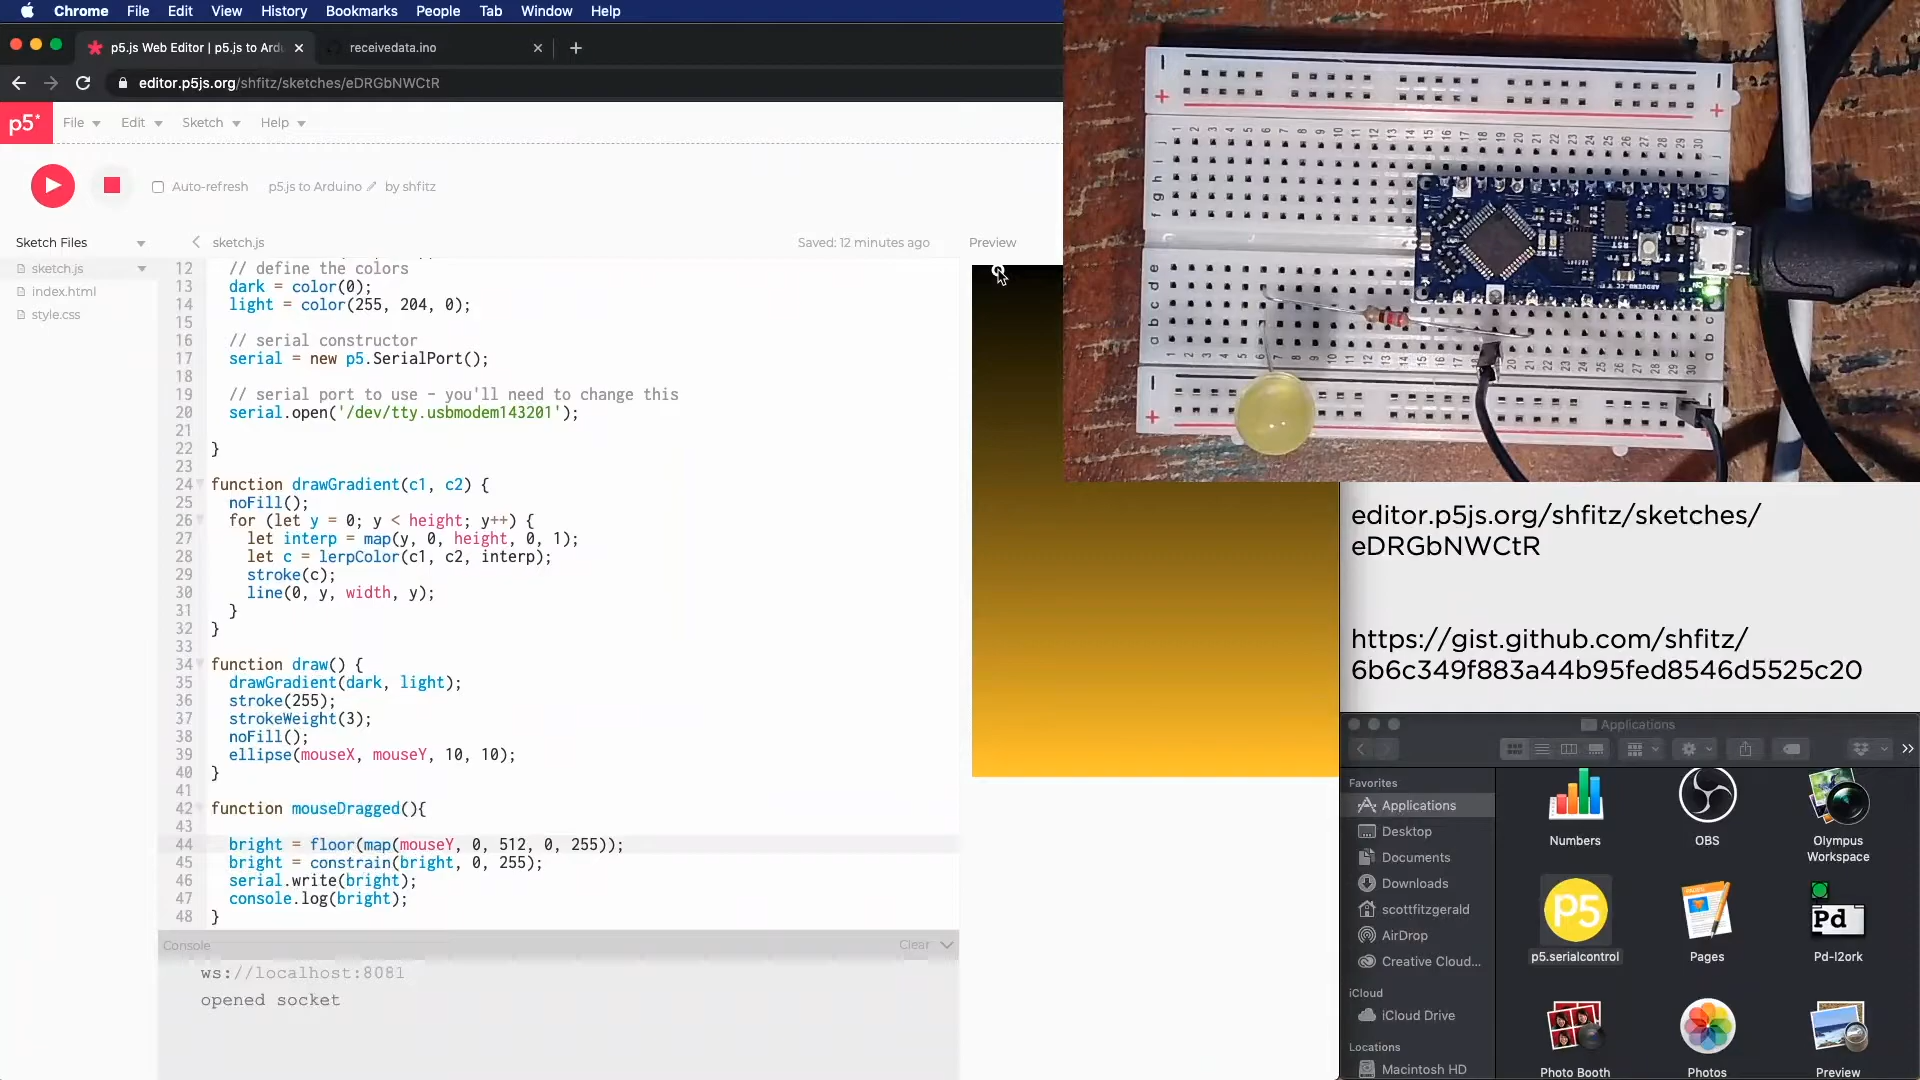 Chrome File Edit View History Bookmarks People Tab Window Help
p5.js Web Editor | p5.js to Ardu
receivedata.ino
editor.p5js.org/shfitz/sketches/eDRGbNWCtR
p5* File Edit Sketch Help
Auto-refresh p5.js to Arduino by shfitz
Sketch Files
sketch.js
index.html
style.css
sketch.js
Saved: 12 minutes ago
Preview
12 // define the colors
13 dark = color(0);
14 light = color(255, 204, 0);
15
16 // serial constructor
17 serial = new p5.SerialPort();
18
19 // serial port to use - you'll need to change this
20 serial.open('/dev/tty.usbmodem143201');
21
22 }
23
24 function drawGradient(c1, c2) {
25 noFill();
26 for (let y = 0; y < height; y++) {
27 let interp = map(y, 0, height, 0, 1);
28 let c = lerpColor(c1, c2, interp);
29 stroke(c);
30 line(0, y, width, y);
31 }
32 }
33
34 function draw() {
35 drawGradient(dark, light);
36 stroke(255);
37 strokeWeight(3);
38 noFill();
39 ellipse(mouseX, mouseY, 10, 10);
40 }
41
42 function mouseDragged(){
43
44 bright = floor(map(mouseY, 0, 512, 0, 255));
45 bright = constrain(bright, 0, 255);
46 serial.write(bright);
47 console.log(bright);
48 }
Console
Clear
ws://localhost:8081
opened socket
editor.p5js.org/shfitz/sketches/
eDRGbNWCtR
https://gist.github.com/shfitz/
6b6c349f883a44b95fed8546d5525c20
Applications
Favorites
Applications
Desktop
Documents
Downloads
scottfitzgerald
AirDrop
Creative Cloud...
iCloud
iCloud Drive
Locations
Macintosh HD
Numbers
OBS
Olympus
Workspace
p5
p5.serialcontrol
Pages
Pd
Pd-l2ork
Photo Booth
Photos
Preview